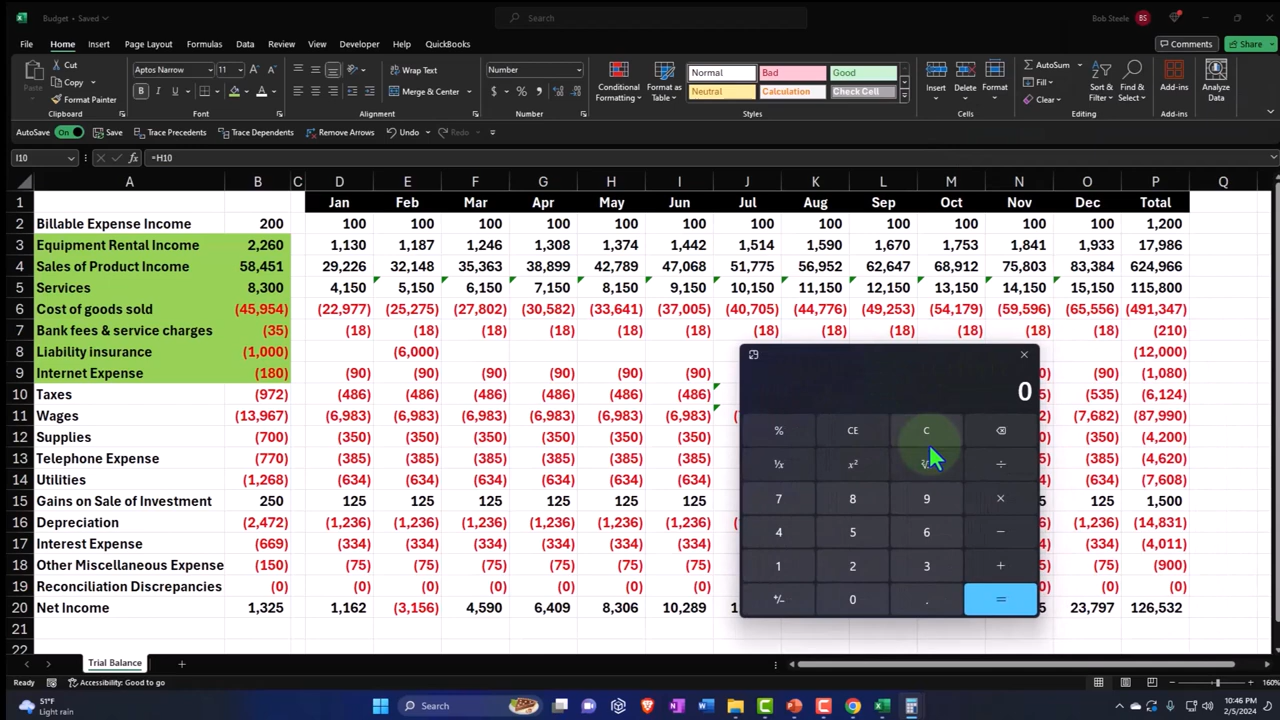 Budget • Saved
Search
Bob Steele BS
File Home Insert Page Layout Formulas Data Review View Developer Help QuickBooks Comments Share
Cut
Copy
Format Painter
Paste
Clipboard
Aptos Narrow 11
B I U
Font
Wrap Text
Merge & Center
Alignment
Number
$ % 9
Number
Conditional Formatting
Format as Table
Normal Bad Good
Neutral Calculation Check Cell
Styles
Insert Delete Format
Cells
AutoSum
Fill
Clear
Sort & Filter
Find & Select
Editing
Add-ins
Add-ins
Analyze Data
AutoSave On Save Trace Precedents Trace Dependents Remove Arrows Undo Redo
I10 fx =H10
A B C D E F G H I J K L M N O P Q
1 Jan Feb Mar Apr May Jun Jul Aug Sep Oct Nov Dec Total
2 Billable Expense Income 200 100 100 100 100 100 100 100 100 100 100 100 100 1,200
3 Equipment Rental Income 2,260 1,130 1,187 1,246 1,308 1,374 1,442 1,514 1,590 1,670 1,753 1,841 1,933 17,986
4 Sales of Product Income 58,451 29,226 32,148 35,363 38,899 42,789 47,068 51,775 56,952 62,647 68,912 75,803 83,384 624,966
5 Services 8,300 4,150 5,150 6,150 7,150 8,150 9,150 10,150 11,150 12,150 13,150 14,150 15,150 115,800
6 Cost of goods sold (45,954) (22,977) (25,275) (27,802) (30,582) (33,641) (37,005) (40,705) (44,776) (49,253) (54,179) (59,596) (65,556) (491,347)
7 Bank fees & service charges (35) (18) (18) (18) (18) (18) (18) (18) (18) (18) (18) (18) (18) (210)
8 Liability insurance (1,000) (6,000) (12,000)
9 Internet Expense (180) (90) (90) (90) (90) (90) (90) (90) (1,080)
10 Taxes (972) (486) (486) (486) (486) (486) (486) (535) (6,124)
11 Wages (13,967) (6,983) (6,983) (6,983) (6,983) (6,983) (6,983) (7,682) (87,990)
12 Supplies (700) (350) (350) (350) (350) (350) (350) (350) (4,200)
13 Telephone Expense (770) (385) (385) (385) (385) (385) (385) (385) (4,620)
14 Utilities (1,268) (634) (634) (634) (634) (634) (634) (634) (7,608)
15 Gains on Sale of Investment 250 125 125 125 125 125 125 125 1,500
16 Depreciation (2,472) (1,236) (1,236) (1,236) (1,236) (1,236) (1,236) (1,236) (14,831)
17 Interest Expense (669) (334) (334) (334) (334) (334) (334) (334) (4,011)
18 Other Miscellaneous Expense (150) (75) (75) (75) (75) (75) (75) (75) (900)
19 Reconciliation Discrepancies (0) (0) (0) (0) (0) (0) (0) (0) (0)
20 Net Income 1,325 1,162 (3,156) 4,590 6,409 8,306 10,289 23,797 126,532
21
22
0
% CE C
¹/x x² ÷
7 8 9 ×
4 5 6 −
1 2 3 +
+/− 0 . =
Trial Balance
Ready Accessibility: Good to go 160%
51°F
Light rain
Search
10:46 PM
2/5/2024